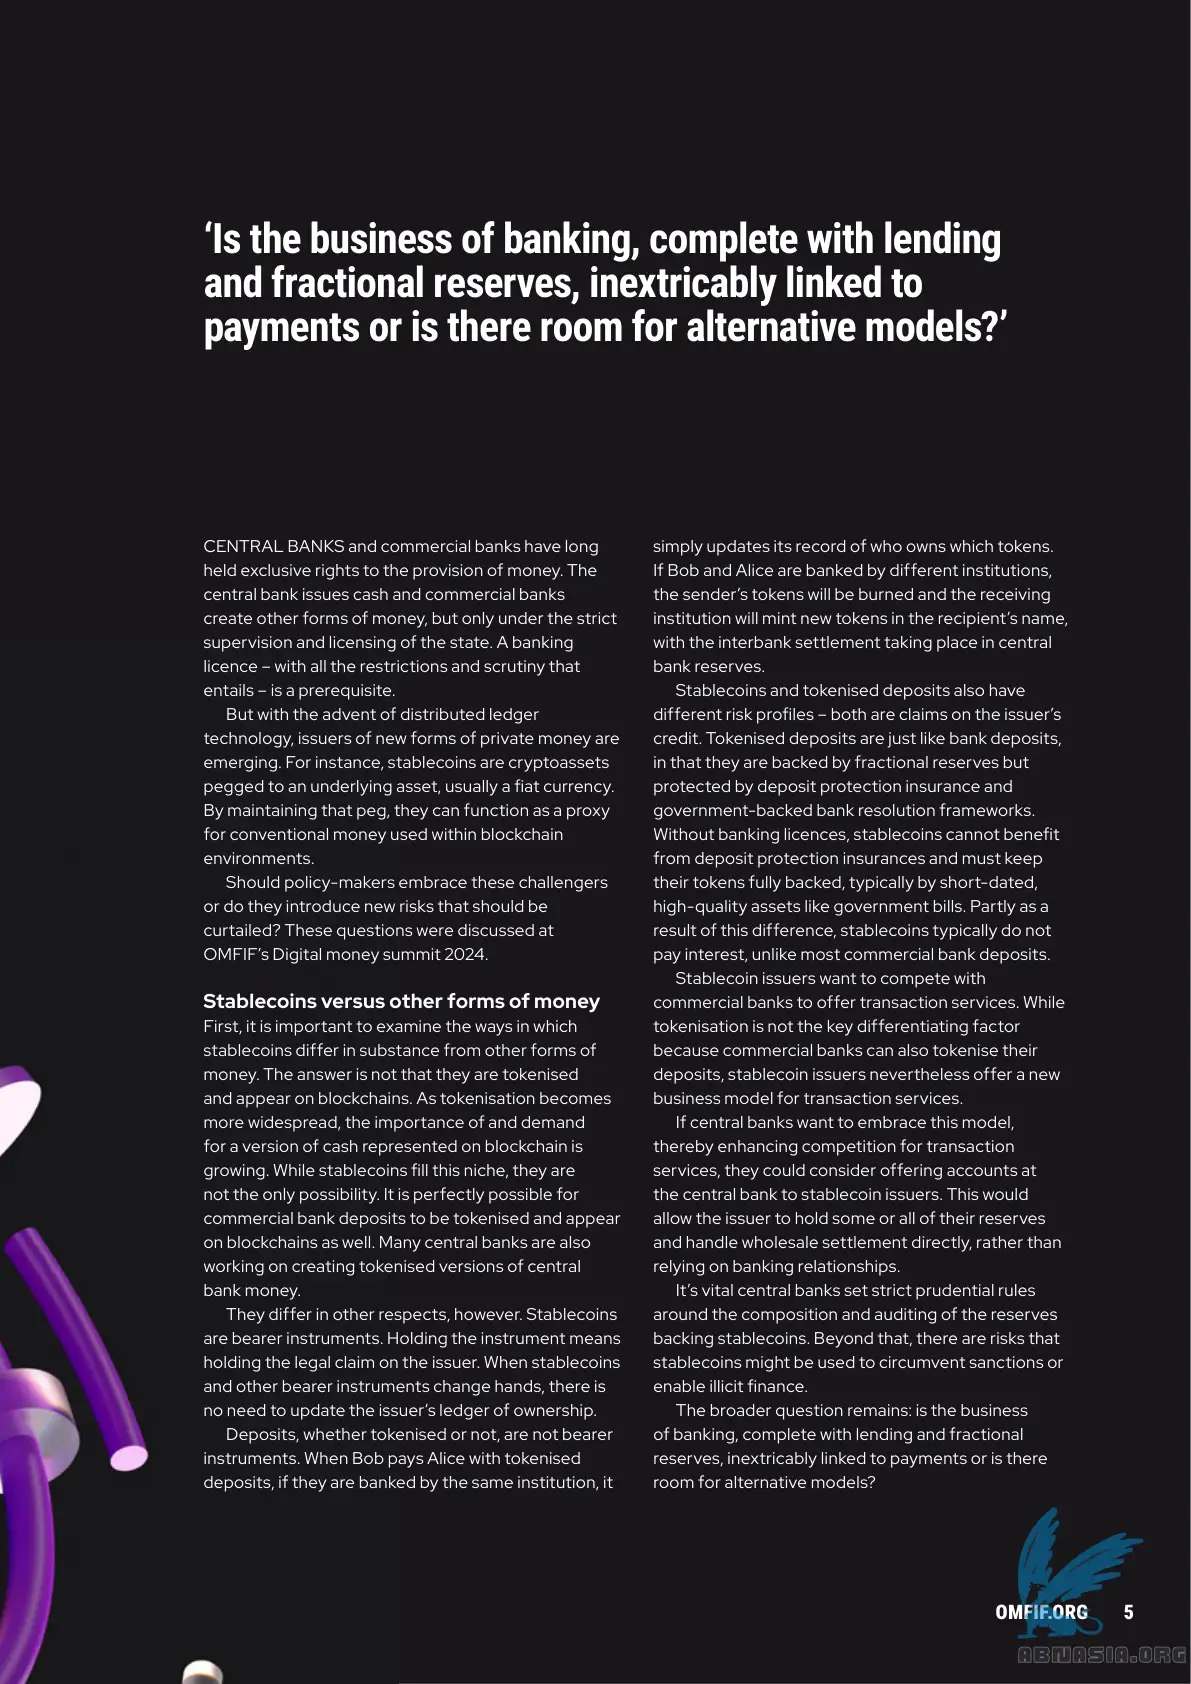 ‘Is the business of banking, complete with lending
and fractional reserves, inextricably linked to
payments or is there room for alternative models?’
CENTRAL BANKS and commercial banks have long
held exclusive rights to the provision of money. The
central bank issues cash and commercial banks
create other forms of money, but only under the strict
supervision and licensing of the state. A banking
licence – with all the restrictions and scrutiny that
entails – is a prerequisite.
But with the advent of distributed ledger
technology, issuers of new forms of private money are
emerging. For instance, stablecoins are cryptoassets
pegged to an underlying asset, usually a fiat currency.
By maintaining that peg, they can function as a proxy
for conventional money used within blockchain
environments.
Should policy-makers embrace these challengers
or do they introduce new risks that should be
curtailed? These questions were discussed at
OMFIF’s Digital money summit 2024.
Stablecoins versus other forms of money
First, it is important to examine the ways in which
stablecoins differ in substance from other forms of
money. The answer is not that they are tokenised
and appear on blockchains. As tokenisation becomes
more widespread, the importance of and demand
for a version of cash represented on blockchain is
growing. While stablecoins fill this niche, they are
not the only possibility. It is perfectly possible for
commercial bank deposits to be tokenised and appear
on blockchains as well. Many central banks are also
working on creating tokenised versions of central
bank money.
They differ in other respects, however. Stablecoins
are bearer instruments. Holding the instrument means
holding the legal claim on the issuer. When stablecoins
and other bearer instruments change hands, there is
no need to update the issuer’s ledger of ownership.
Deposits, whether tokenised or not, are not bearer
instruments. When Bob pays Alice with tokenised
deposits, if they are banked by the same institution, it
simply updates its record of who owns which tokens.
If Bob and Alice are banked by different institutions,
the sender’s tokens will be burned and the receiving
institution will mint new tokens in the recipient’s name,
with the interbank settlement taking place in central
bank reserves.
Stablecoins and tokenised deposits also have
different risk profiles – both are claims on the issuer’s
credit. Tokenised deposits are just like bank deposits,
in that they are backed by fractional reserves but
protected by deposit protection insurance and
government-backed bank resolution frameworks.
Without banking licences, stablecoins cannot benefit
from deposit protection insurances and must keep
their tokens fully backed, typically by short-dated,
high-quality assets like government bills. Partly as a
result of this difference, stablecoins typically do not
pay interest, unlike most commercial bank deposits.
Stablecoin issuers want to compete with
commercial banks to offer transaction services. While
tokenisation is not the key differentiating factor
because commercial banks can also tokenise their
deposits, stablecoin issuers nevertheless offer a new
business model for transaction services.
If central banks want to embrace this model,
thereby enhancing competition for transaction
services, they could consider offering accounts at
the central bank to stablecoin issuers. This would
allow the issuer to hold some or all of their reserves
and handle wholesale settlement directly, rather than
relying on banking relationships.
It’s vital central banks set strict prudential rules
around the composition and auditing of the reserves
backing stablecoins. Beyond that, there are risks that
stablecoins might be used to circumvent sanctions or
enable illicit finance.
The broader question remains: is the business
of banking, complete with lending and fractional
reserves, inextricably linked to payments or is there
room for alternative models?
OMFIF.ORG 5
ABNASIA.ORG